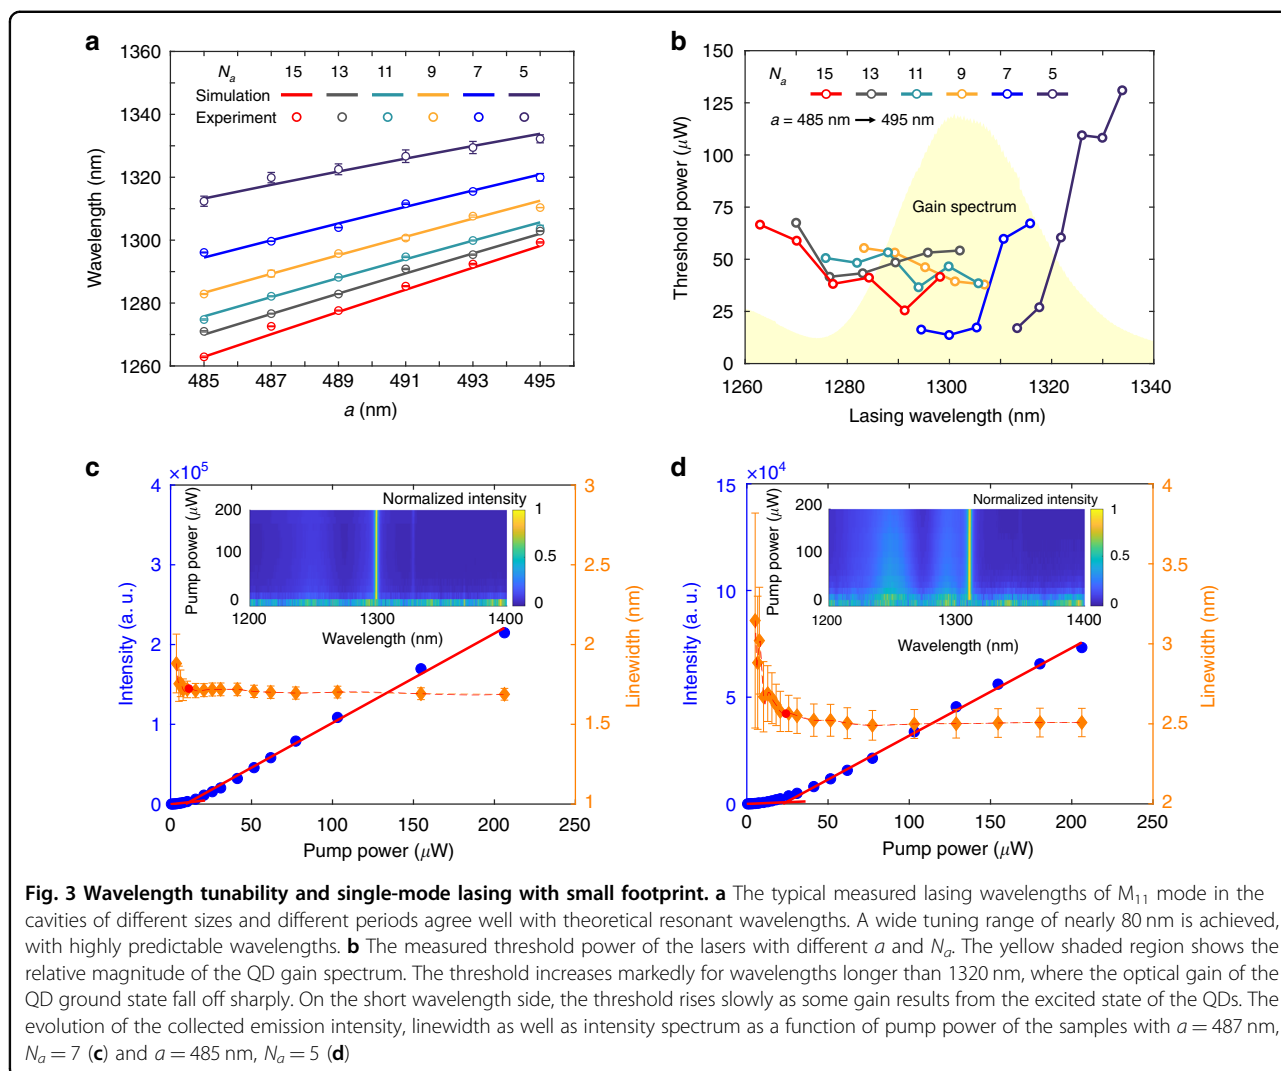 a
1360
1340
1320
1300
1280
1260
Wavelength (nm)
Nₐ 15 13 11 9 7 5
Simulation
Experiment
485 487 489 491 493 495
a (nm)
b
150
125
100
75
50
25
0
Threshold power (μW)
Nₐ 15 13 11 9 7 5
a = 485 nm → 495 nm
Gain spectrum
1260 1280 1300 1320 1340
Lasing wavelength (nm)
c
×10⁵
4
3
2
1
0
Intensity (a. u.)
Normalized intensity
200
100
0
Pump power (μW)
1
0.5
0
1200 1300 1400
Wavelength (nm)
3
2.5
2
1.5
1
Linewidth (nm)
0 50 100 150 200 250
Pump power (μW)
d
×10⁴
15
10
5
0
Intensity (a. u.)
Normalized intensity
200
100
0
Pump power (μW)
1
0.5
0
1200 1300 1400
Wavelength (nm)
4
3.5
3
2.5
2
Linewidth (nm)
0 50 100 150 200 250
Pump power (μW)
Fig. 3 Wavelength tunability and single-mode lasing with small footprint. a The typical measured lasing wavelengths of M₁₁ mode in the
cavities of different sizes and different periods agree well with theoretical resonant wavelengths. A wide tuning range of nearly 80 nm is achieved,
with highly predictable wavelengths. b The measured threshold power of the lasers with different a and Nₐ. The yellow shaded region shows the
relative magnitude of the QD gain spectrum. The threshold increases markedly for wavelengths longer than 1320 nm, where the optical gain of the
QD ground state fall off sharply. On the short wavelength side, the threshold rises slowly as some gain results from the excited state of the QDs. The
evolution of the collected emission intensity, linewidth as well as intensity spectrum as a function of pump power of the samples with a = 487 nm,
Nₐ = 7 (c) and a = 485 nm, Nₐ = 5 (d)